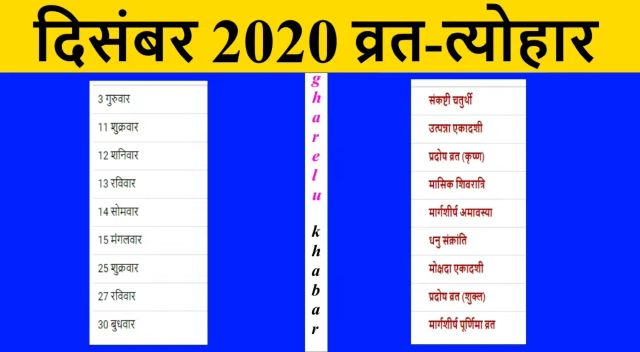 दिसंबर 2020 व्रत-त्योहार
3 गुरुवार
11 शुक्रवार
12 शनिवार
13 रविवार
14 सोमवार
15 मंगलवार
25 शुक्रवार
27 रविवार
30 बुधवार
gharelu khabar
संकष्टी चतुर्थी
उत्पन्ना एकादशी
प्रदोष व्रत (कृष्ण)
मासिक शिवरात्रि
मार्गशीर्ष अमावस्या
धनु संक्रांति
मोक्षदा एकादशी
प्रदोष व्रत (शुक्ल)
मार्गशीर्ष पूर्णिमा व्रत